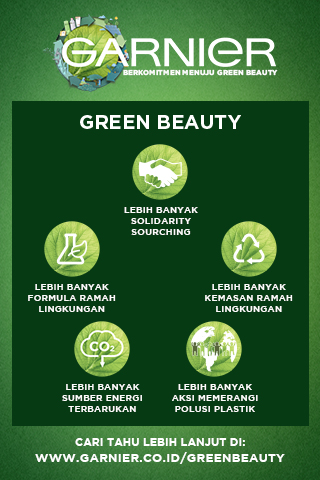 GARNIER
BERKOMITMEN MENUJU GREEN BEAUTY
GREEN BEAUTY
LEBIH BANYAK
SOLIDARITY
SOURCHING
LEBIH BANYAK
FORMULA RAMAH
LINGKUNGAN
LEBIH BANYAK
KEMASAN RAMAH
LINGKUNGAN
CO2
LEBIH BANYAK
SUMBER ENERGI
TERBARUKAN
LEBIH BANYAK
AKSI MEMERANGI
POLUSI PLASTIK
CARI TAHU LEBIH LANJUT DI:
WWW.GARNIER.CO.ID/GREENBEAUTY